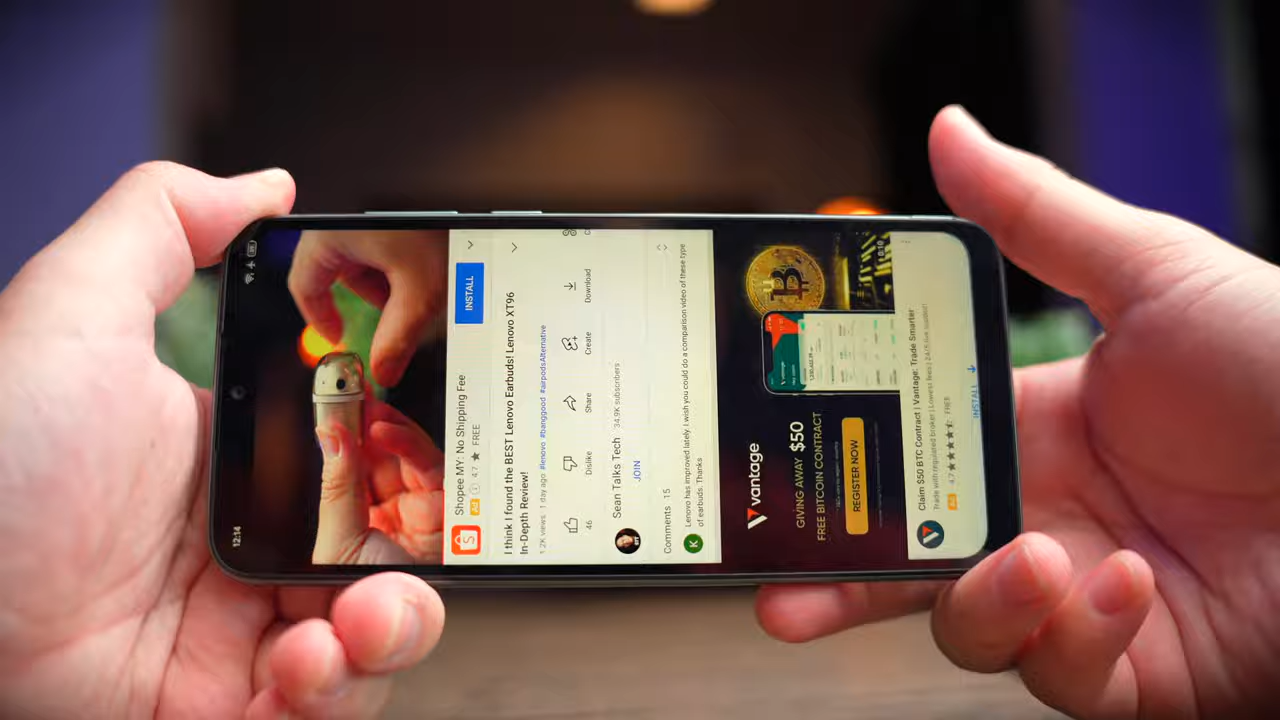 12:14
Shopee MY: No Shipping Fee
Ad 4.7 ★ FREE
INSTALL
I think I found the BEST Lenovo Earbuds! Lenovo XT96
In-Depth Review!
1.2K views · 1 day ago #lenovo #banggood #airpodsAlternative
46
Dislike
Share
Create
Download
Sean Talks Tech 34.9K subscribers
JOIN
Comments 15
K
Lenovo has improved lately. I wish you could do a comparison video of these type
of earbuds. Thanks
vantage
GIVING AWAY $50
FREE BITCOIN CONTRACT
REGISTER NOW
Claim $50 BTC Contract | Vantage: Trade Smarter
Trade with regulated broker | Lowest fees | 24/5 live support
Ad 4.7 ★★★★★ FREE
INSTALL